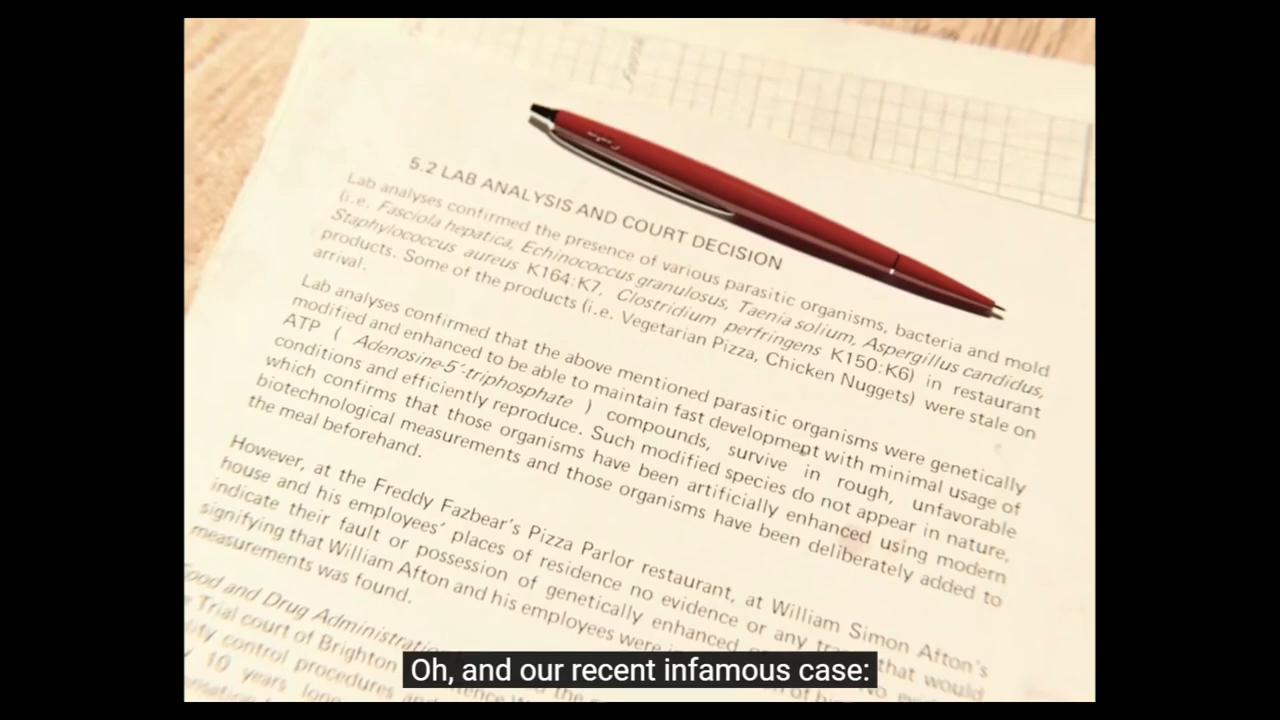 5.2 LAB ANALYSIS AND COURT DECISION
Lab analyses confirmed the presence of various parasitic organisms, bacteria and mold
(i.e. Fasciola hepatica, Echinococcus granulosus, Taenia solium, Aspergillus candidus,
Staphylococcus aureus K164:K7, Clostridium perfringens K150:K6) in restaurant
products. Some of the products (i.e. Vegetarian Pizza, Chicken Nuggets) were stale on
arrival.
Lab analyses confirmed that the above mentioned parasitic organisms were genetically
modified and enhanced to be able to maintain fast development with minimal usage of
ATP ( Adenosine-5´-triphosphate ) compounds, survive in rough, unfavorable
conditions and efficiently reproduce. Such modified species do not appear in nature,
which confirms that those organisms have been artificially enhanced using modern
biotechnological measurements and those organisms have been deliberately added to
the meal beforehand.
However, at the Freddy Fazbear's Pizza Parlor restaurant, at William Simon Afton's
house and his employees' places of residence no evidence or any that would
indicate their fault or possession of genetically enhanced No
signifying that William Afton and his employees were of
measurements was found.
Food and Drug
Trial court of Brighton the
control procedures
10 years
Oh, and our recent infamous case: